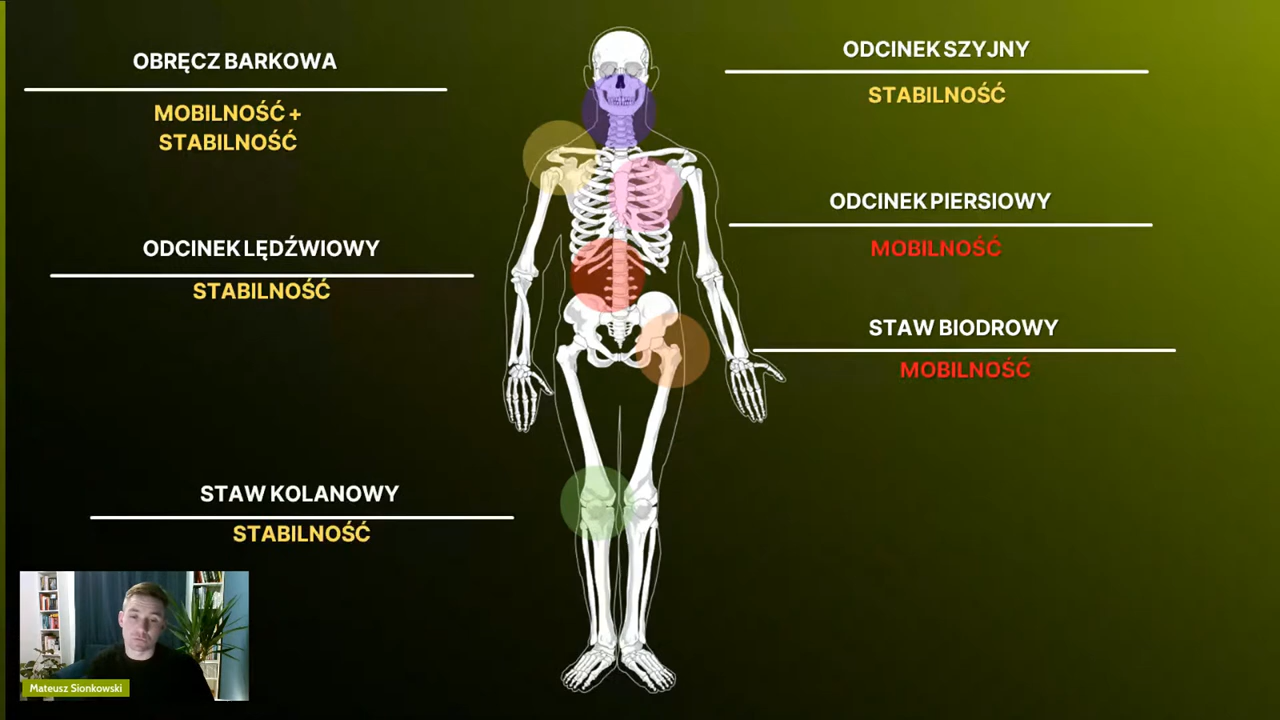 OBRĘCZ BARKOWA
MOBILNOŚĆ +
STABILNOŚĆ
ODCINEK SZYJNY
STABILNOŚĆ
ODCINEK PIERSIOWY
MOBILNOŚĆ
ODCINEK LĘDŹWIOWY
STABILNOŚĆ
STAW BIODROWY
MOBILNOŚĆ
STAW KOLANOWY
STABILNOŚĆ
Mateusz Sionkowski